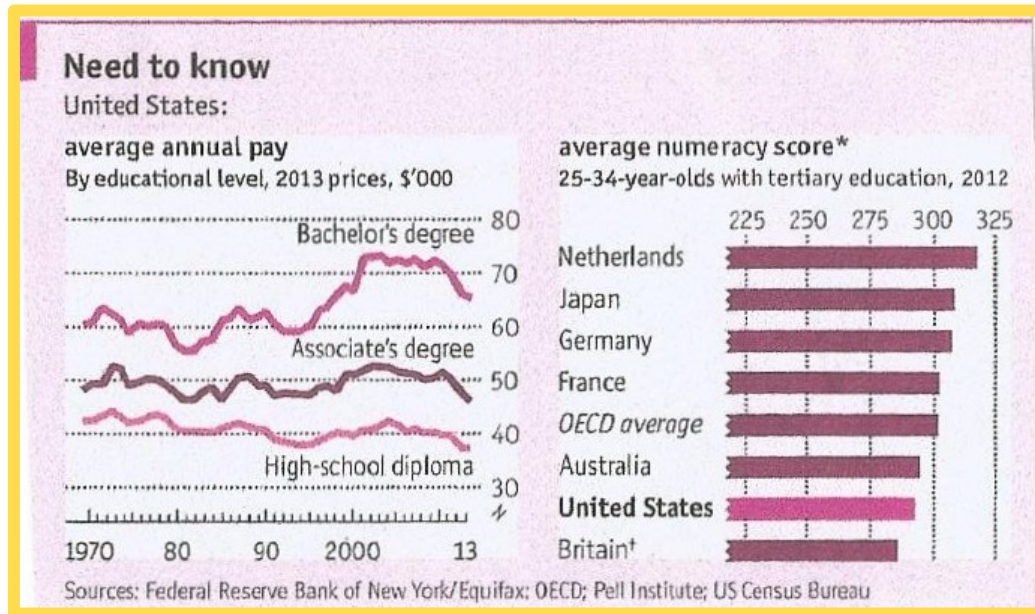 Need to know
United States:
average annual pay
By educational level, 2013 prices, $'000
80
Bachelor's degree
70
60
Associate's degree
50
40
High-school diploma
30
1970 80 90 2000 13
average numeracy score*
25-34-year-olds with tertiary education, 2012
225 250 275 300 325
Netherlands
Japan
Germany
France
OECD average
Australia
United States
Britain†
Sources: Federal Reserve Bank of New York/Equifax; OECD; Pell Institute; US Census Bureau